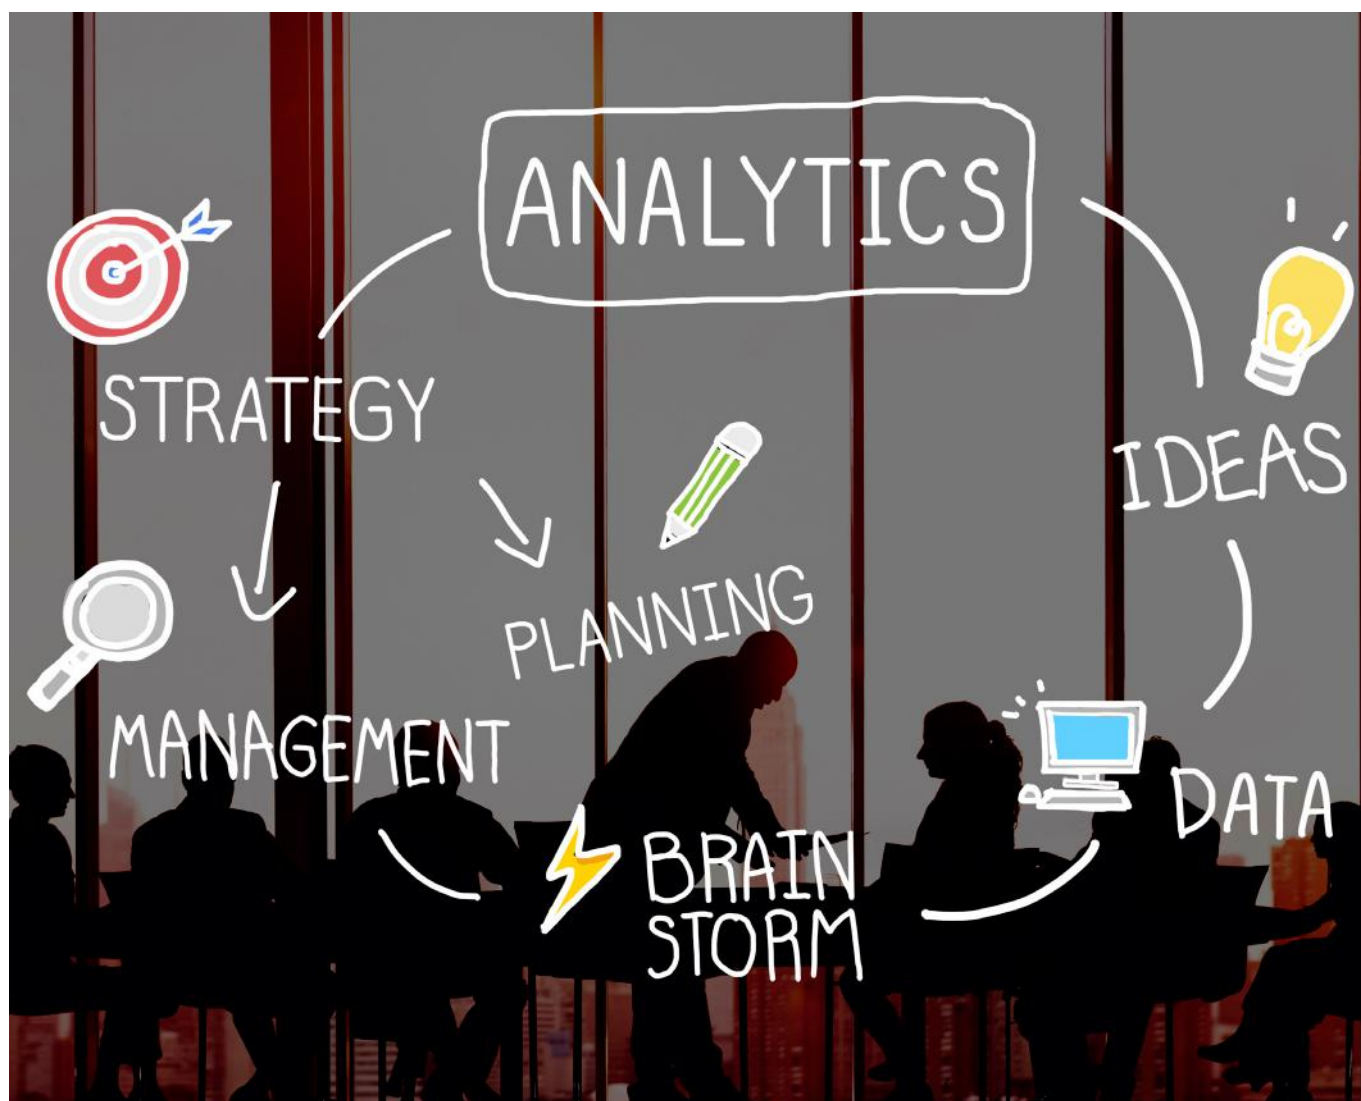 ANALYTICS
STRATEGY
IDEAS
PLANNING
MANAGEMENT
DATA
BRAIN
STORM